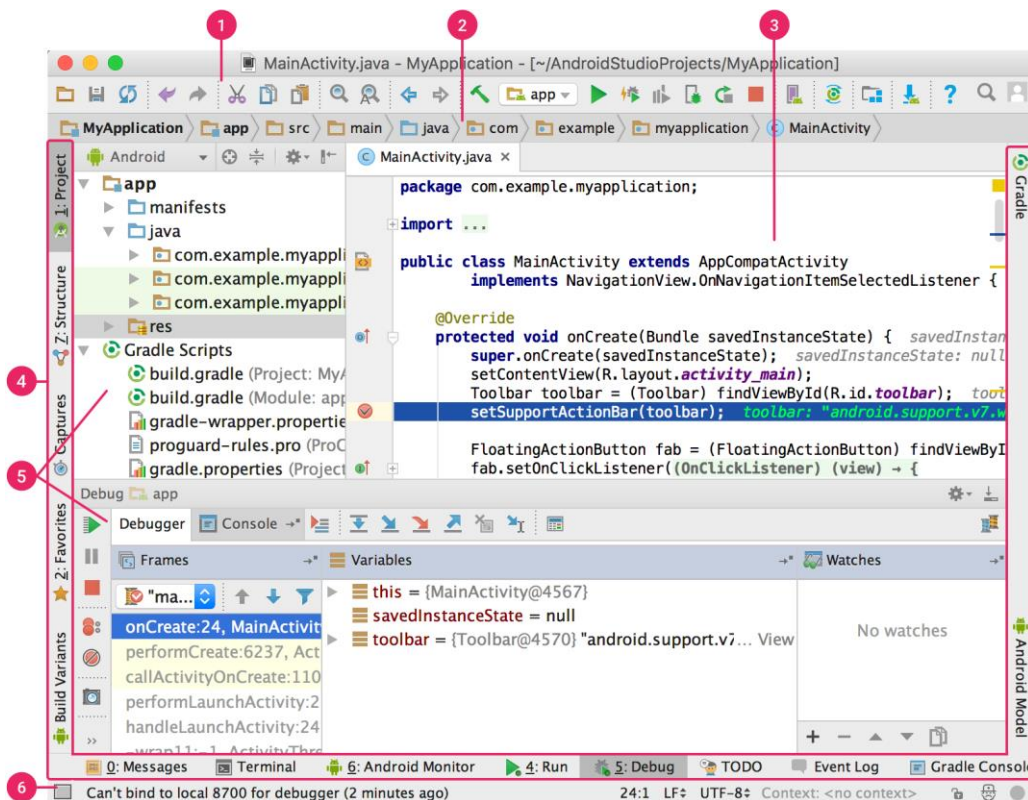 1
2
3
MainActivity.java - MyApplication - [~/AndroidStudioProjects/MyApplication]
app
?
MyApplication app src main java com example myapplication C MainActivity
1: Project
Z: Structure
Captures
2: Favorites
Build Variants
4
5
6
Android
app
manifests
java
com.example.myappli
com.example.myappli
com.example.myappli
res
Gradle Scripts
build.gradle (Project: MyA
build.gradle (Module: app
gradle-wrapper.propertie
proguard-rules.pro (ProC
gradle.properties (Project
C MainActivity.java ×
package com.example.myapplication;
import ...
public class MainActivity extends AppCompatActivity
implements NavigationView.OnNavigationItemSelectedListener {
@Override
protected void onCreate(Bundle savedInstanceState) { savedInstan
super.onCreate(savedInstanceState); savedInstanceState: null
setContentView(R.layout.activity_main);
Toolbar toolbar = (Toolbar) findViewById(R.id.toolbar); tool
setSupportActionBar(toolbar); toolbar: "android.support.v7.w
FloatingActionButton fab = (FloatingActionButton) findViewByI
fab.setOnClickListener((OnClickListener) (view) → {
Gradle
Android Model
Debug app
Debugger Console
Frames
"ma...
onCreate:24, MainActivit
performCreate:6237, Act
callActivityOnCreate:110
performLaunchActivity:2
handleLaunchActivity:24
-wrap11:-1, ActivityThre
Variables
this = {MainActivity@4567}
savedInstanceState = null
toolbar = {Toolbar@4570} "android.support.v7... View
Watches
No watches
0: Messages Terminal 6: Android Monitor 4: Run 5: Debug TODO Event Log Gradle Console
Can't bind to local 8700 for debugger (2 minutes ago) 24:1 LF÷ UTF-8÷ Context: <no context>